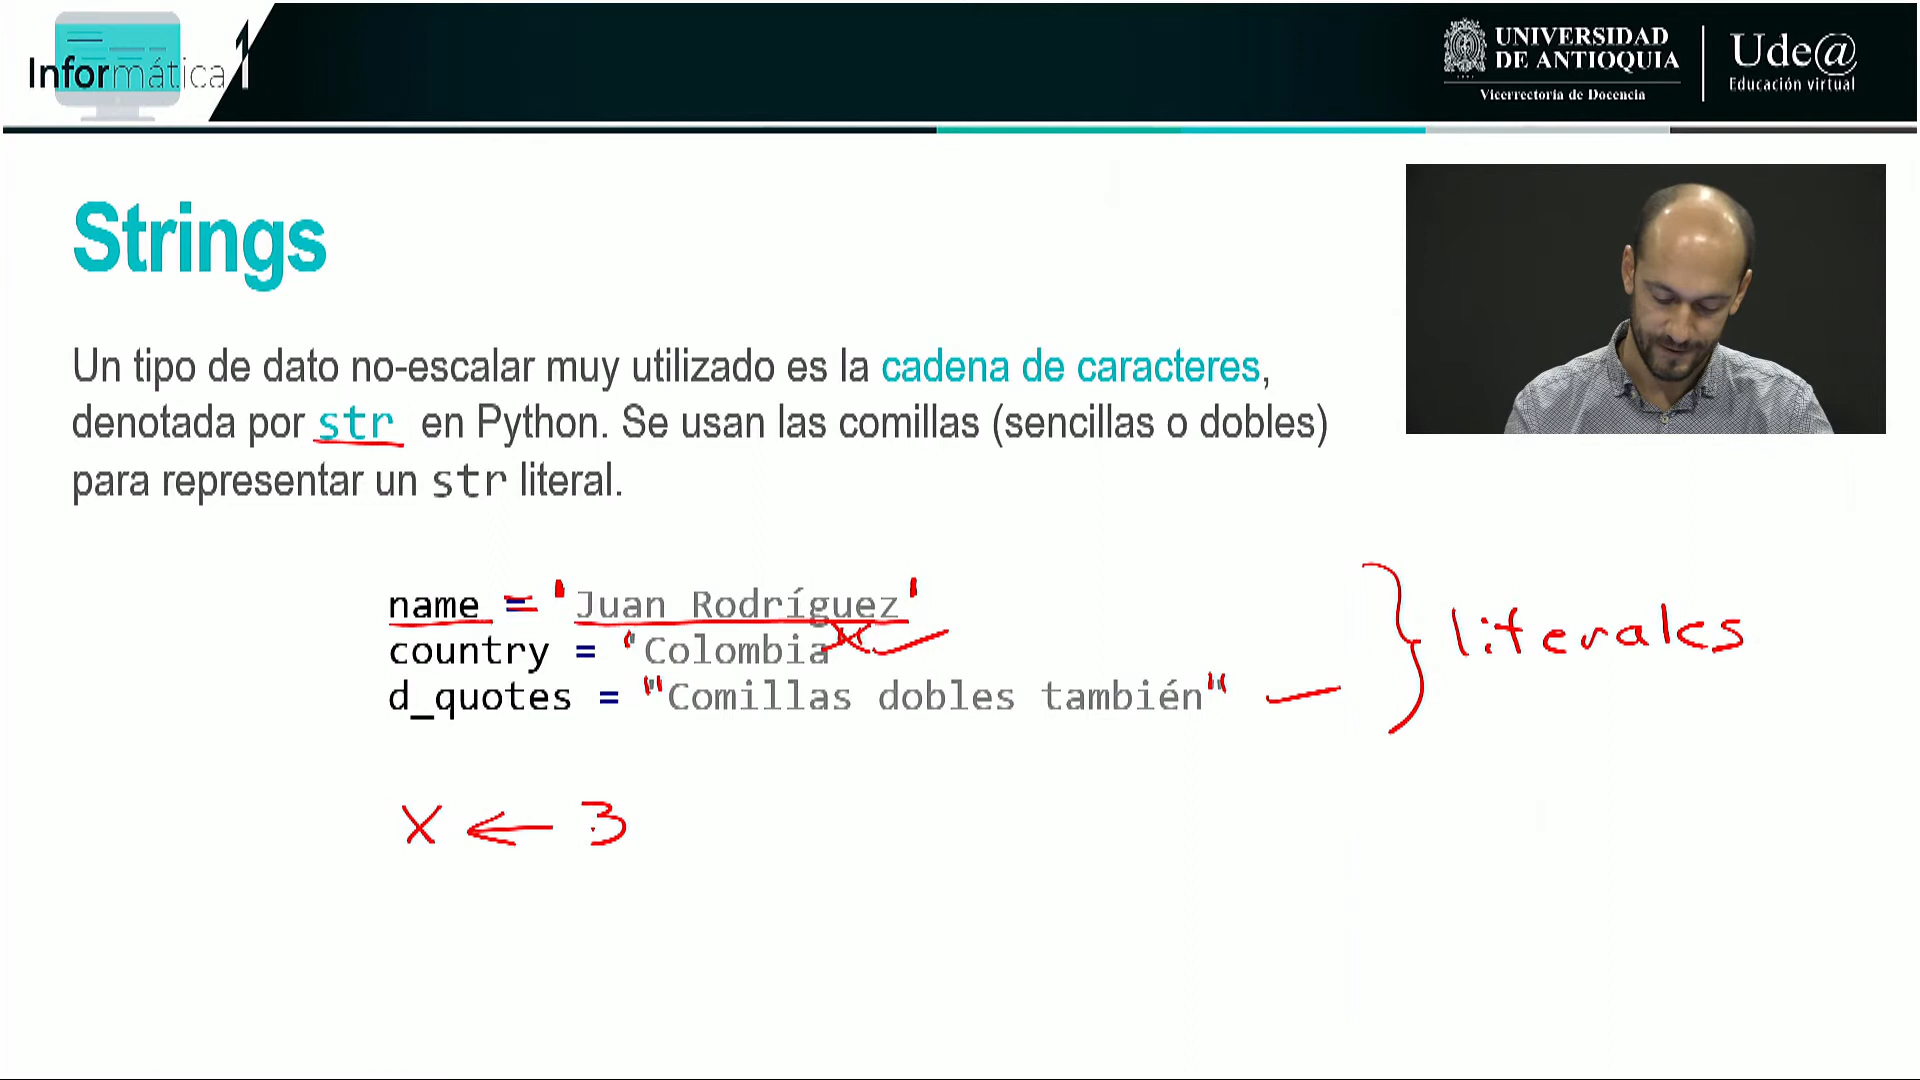 Informática 1
UNIVERSIDAD
DE ANTIOQUIA
Vicerrectoría de Docencia
Ude@
Educación virtual
Strings
Un tipo de dato no-escalar muy utilizado es la cadena de caracteres,
denotada por str en Python. Se usan las comillas (sencillas o dobles)
para representar un str literal.
name = 'Juan Rodríguez'
country = 'Colombia'
d_quotes = "Comillas dobles también"
literales
x ← 3